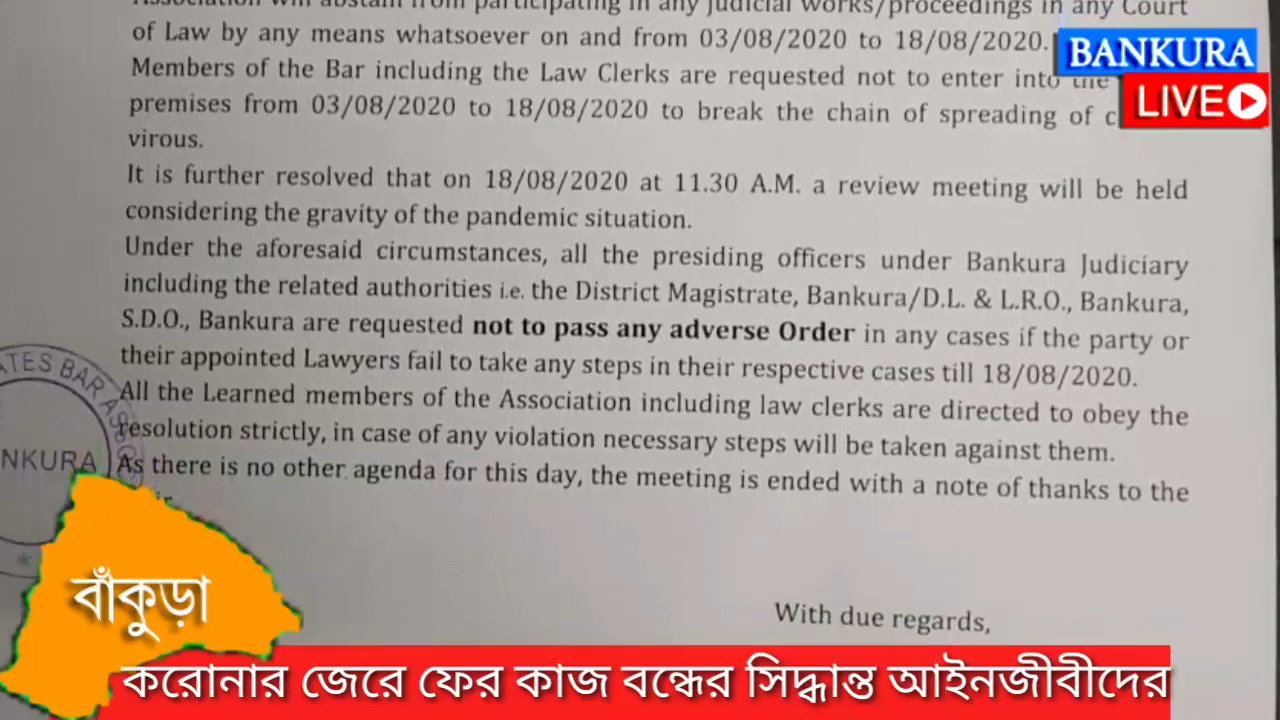 Association will abstain from participating in any judicial works/proceedings in any Court
of Law by any means whatsoever on and from 03/08/2020 to 18/08/2020.
Members of the Bar including the Law Clerks are requested not to enter into the
premises from 03/08/2020 to 18/08/2020 to break the chain of spreading of
virous.
It is further resolved that on 18/08/2020 at 11.30 A.M. a review meeting will be held
considering the gravity of the pandemic situation.
Under the aforesaid circumstances, all the presiding officers under Bankura Judiciary
including the related authorities i.e. the District Magistrate, Bankura/D.L. & L.R.O., Bankura,
S.D.O., Bankura are requested not to pass any adverse Order in any cases if the party or
their appointed Lawyers fail to take any steps in their respective cases till 18/08/2020.
All the Learned members of the Association including law clerks are directed to obey the
resolution strictly, in case of any violation necessary steps will be taken against them.
As there is no other agenda for this day, the meeting is ended with a note of thanks to the
With due regards,
BANKURA
LIVE
BAR
বাঁকুড়া
করোনার জেরে ফের কাজ বন্ধের সিদ্ধান্ত আইনজীবীদের